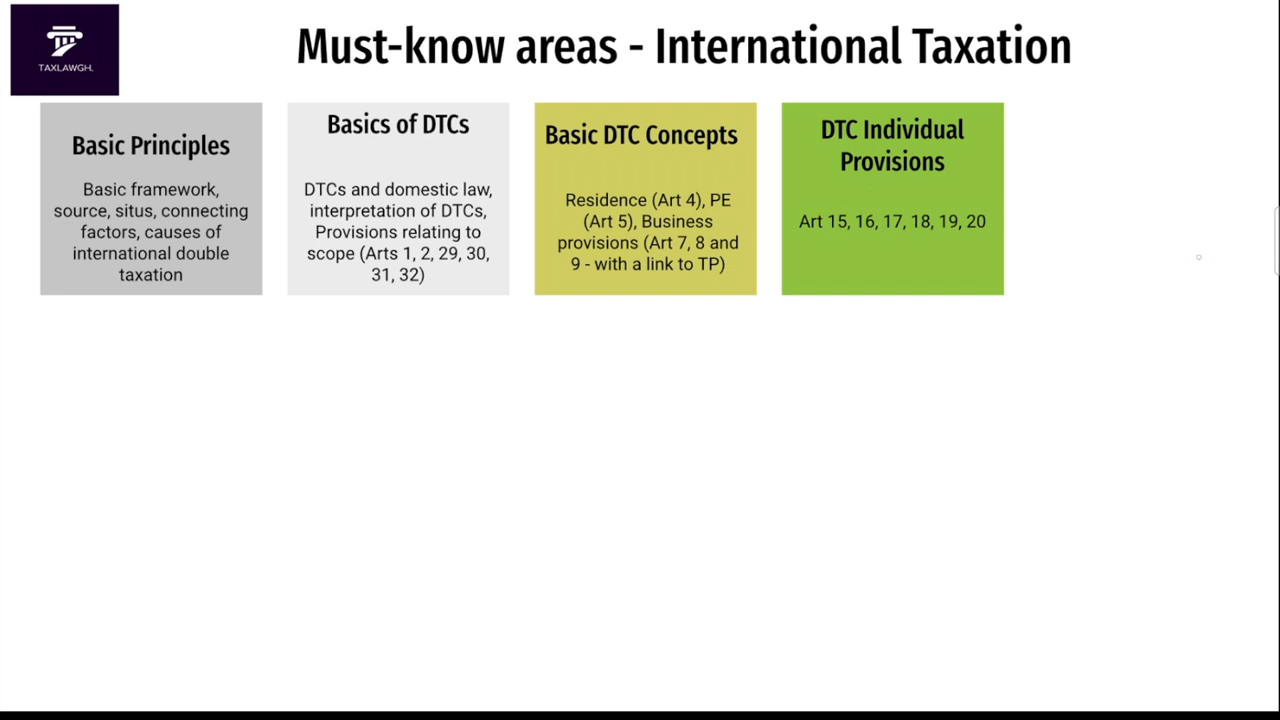 TAXLAWGH.
Must-know areas - International Taxation
Basic Principles
Basic framework,
source, situs, connecting
factors, causes of
international double
taxation
Basics of DTCs
DTCs and domestic law,
interpretation of DTCs,
Provisions relating to
scope (Arts 1, 2, 29, 30,
31, 32)
Basic DTC Concepts
Residence (Art 4), PE
(Art 5), Business
provisions (Art 7, 8 and
9 - with a link to TP)
DTC Individual
Provisions
Art 15, 16, 17, 18, 19, 20